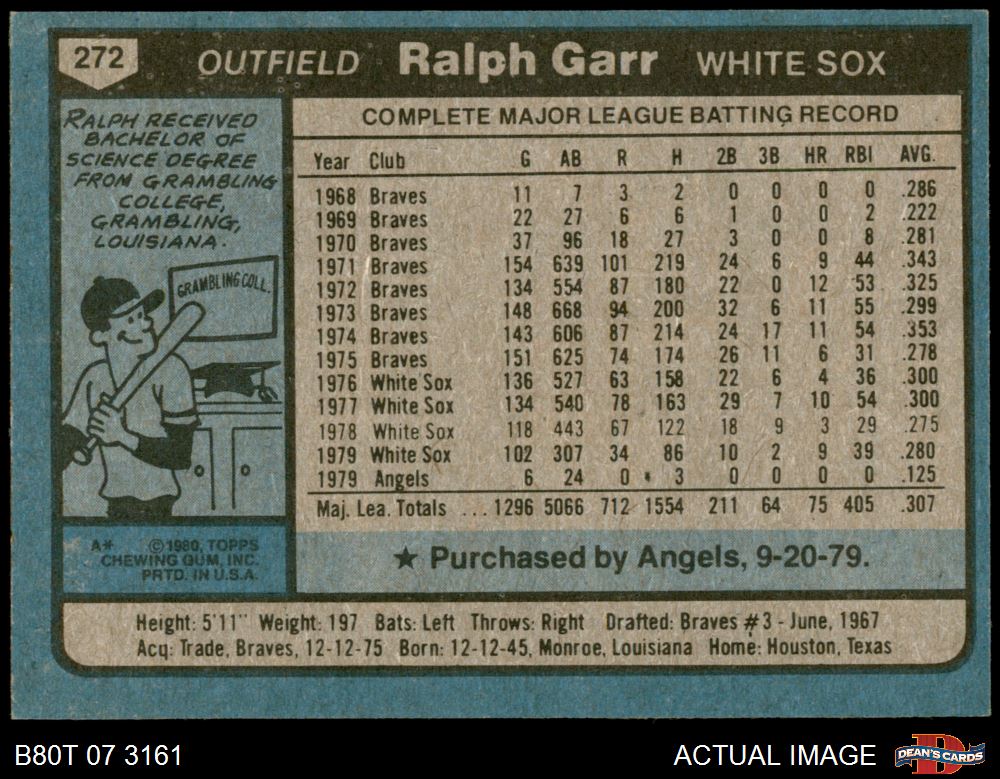 272 OUTFIELD Ralph Garr WHITE SOX
RALPH RECEIVED
BACHELOR OF
SCIENCE DEGREE
FROM GRAMBLING
COLLEGE,
GRAMBLING,
LOUISIANA.
GRAMBLING COLL.
COMPLETE MAJOR LEAGUE BATTING RECORD
Year Club G AB R H 2B 3B HR RBI AVG.
1968 Braves 11 7 3 2 0 0 0 0 .286
1969 Braves 22 27 6 6 1 0 0 2 .222
1970 Braves 37 96 18 27 3 0 0 8 .281
1971 Braves 154 639 101 219 24 6 9 44 .343
1972 Braves 134 554 87 180 22 0 12 53 .325
1973 Braves 148 668 94 200 32 6 11 55 .299
1974 Braves 143 606 87 214 24 17 11 54 .353
1975 Braves 151 625 74 174 26 11 6 31 .278
1976 White Sox 136 527 63 158 22 6 4 36 .300
1977 White Sox 134 540 78 163 29 7 10 54 .300
1978 White Sox 118 443 67 122 18 9 3 29 .275
1979 White Sox 102 307 34 86 10 2 9 39 .280
1979 Angels 6 24 0 3 0 0 0 0 .125
Maj. Lea. Totals ... 1296 5066 712 1554 211 64 75 405 .307
A* ©1980, TOPPS
CHEWING GUM, INC.
PRTD. IN U.S.A.
★ Purchased by Angels, 9-20-79.
Height: 5'11" Weight: 197 Bats: Left Throws: Right Drafted: Braves #3 - June, 1967
Acq: Trade, Braves, 12-12-75 Born: 12-12-45, Monroe, Louisiana Home: Houston, Texas
B80T 07 3161 ACTUAL IMAGE D DEAN'S CARDS